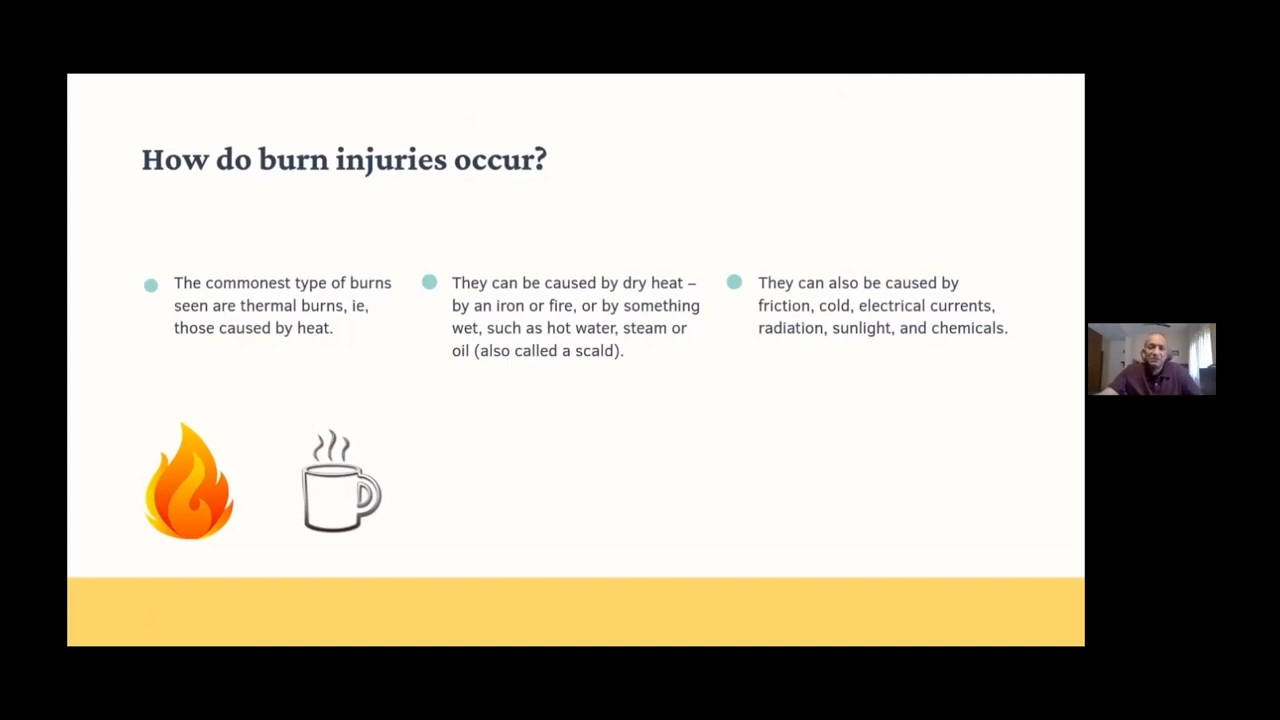 How do burn injuries occur?
The commonest type of burns
seen are thermal burns, ie,
those caused by heat.
They can be caused by dry heat –
by an iron or fire, or by something
wet, such as hot water, steam or
oil (also called a scald).
They can also be caused by
friction, cold, electrical currents,
radiation, sunlight, and chemicals.